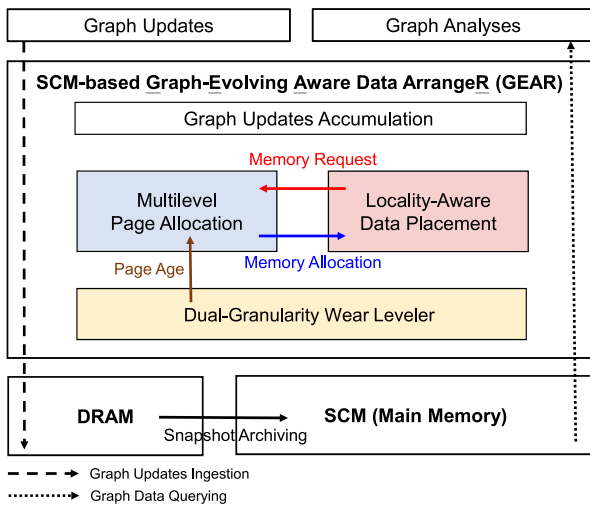 Graph Updates
Graph Analyses
SCM-based Graph-Evolving Aware Data ArrangeR (GEAR)
Graph Updates Accumulation
Memory Request
Multilevel
Page Allocation
Locality-Aware
Data Placement
Memory Allocation
Page Age
Dual-Granularity Wear Leveler
DRAM
SCM (Main Memory)
Snapshot Archiving
Graph Updates Ingestion
Graph Data Querying